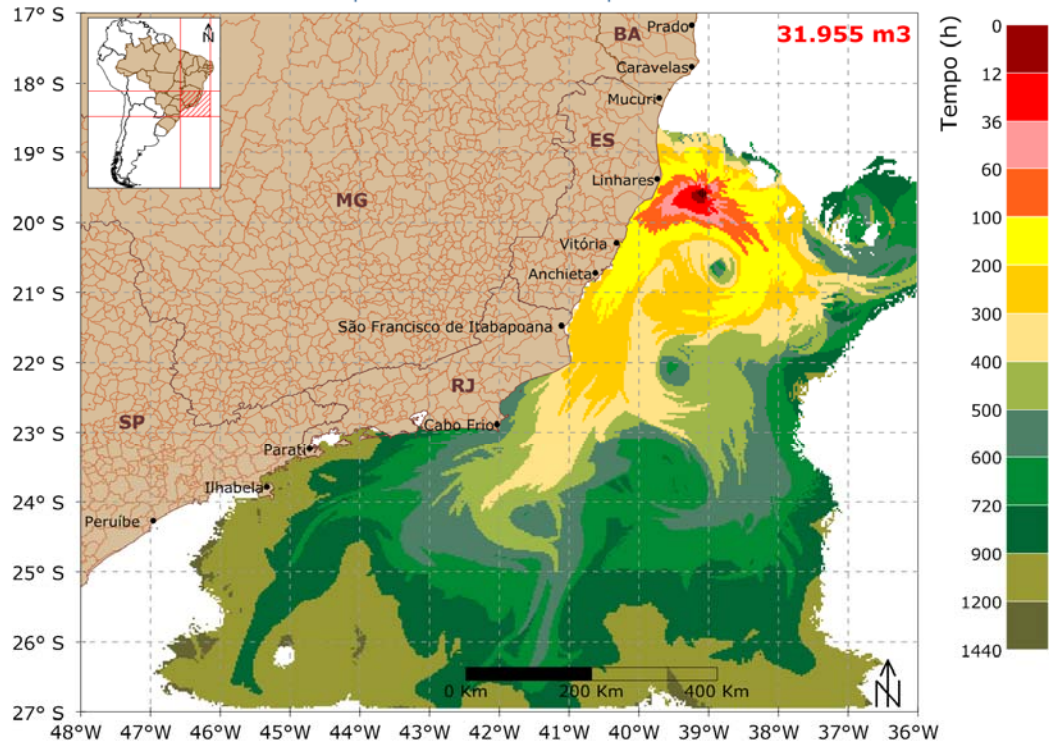 17° S
18° S
19° S
20° S
21° S
22° S
23° S
24° S
25° S
26° S
27° S
48°W 47°W 46°W 45°W 44°W 43°W 42°W 41°W 40°W 39°W 38°W 37°W 36°W
N
31.955 m3
BA
Prado
Caravelas
Mucuri
ES
Linhares
MG
Vitória
Anchieta
São Francisco de Itabapoana
RJ
SP
Cabo Frio
Parati
Ilhabela
Peruíbe
0 Km 200 Km 400 Km
N
Tempo (h)
0
12
36
60
100
200
300
400
500
600
720
900
1200
1440